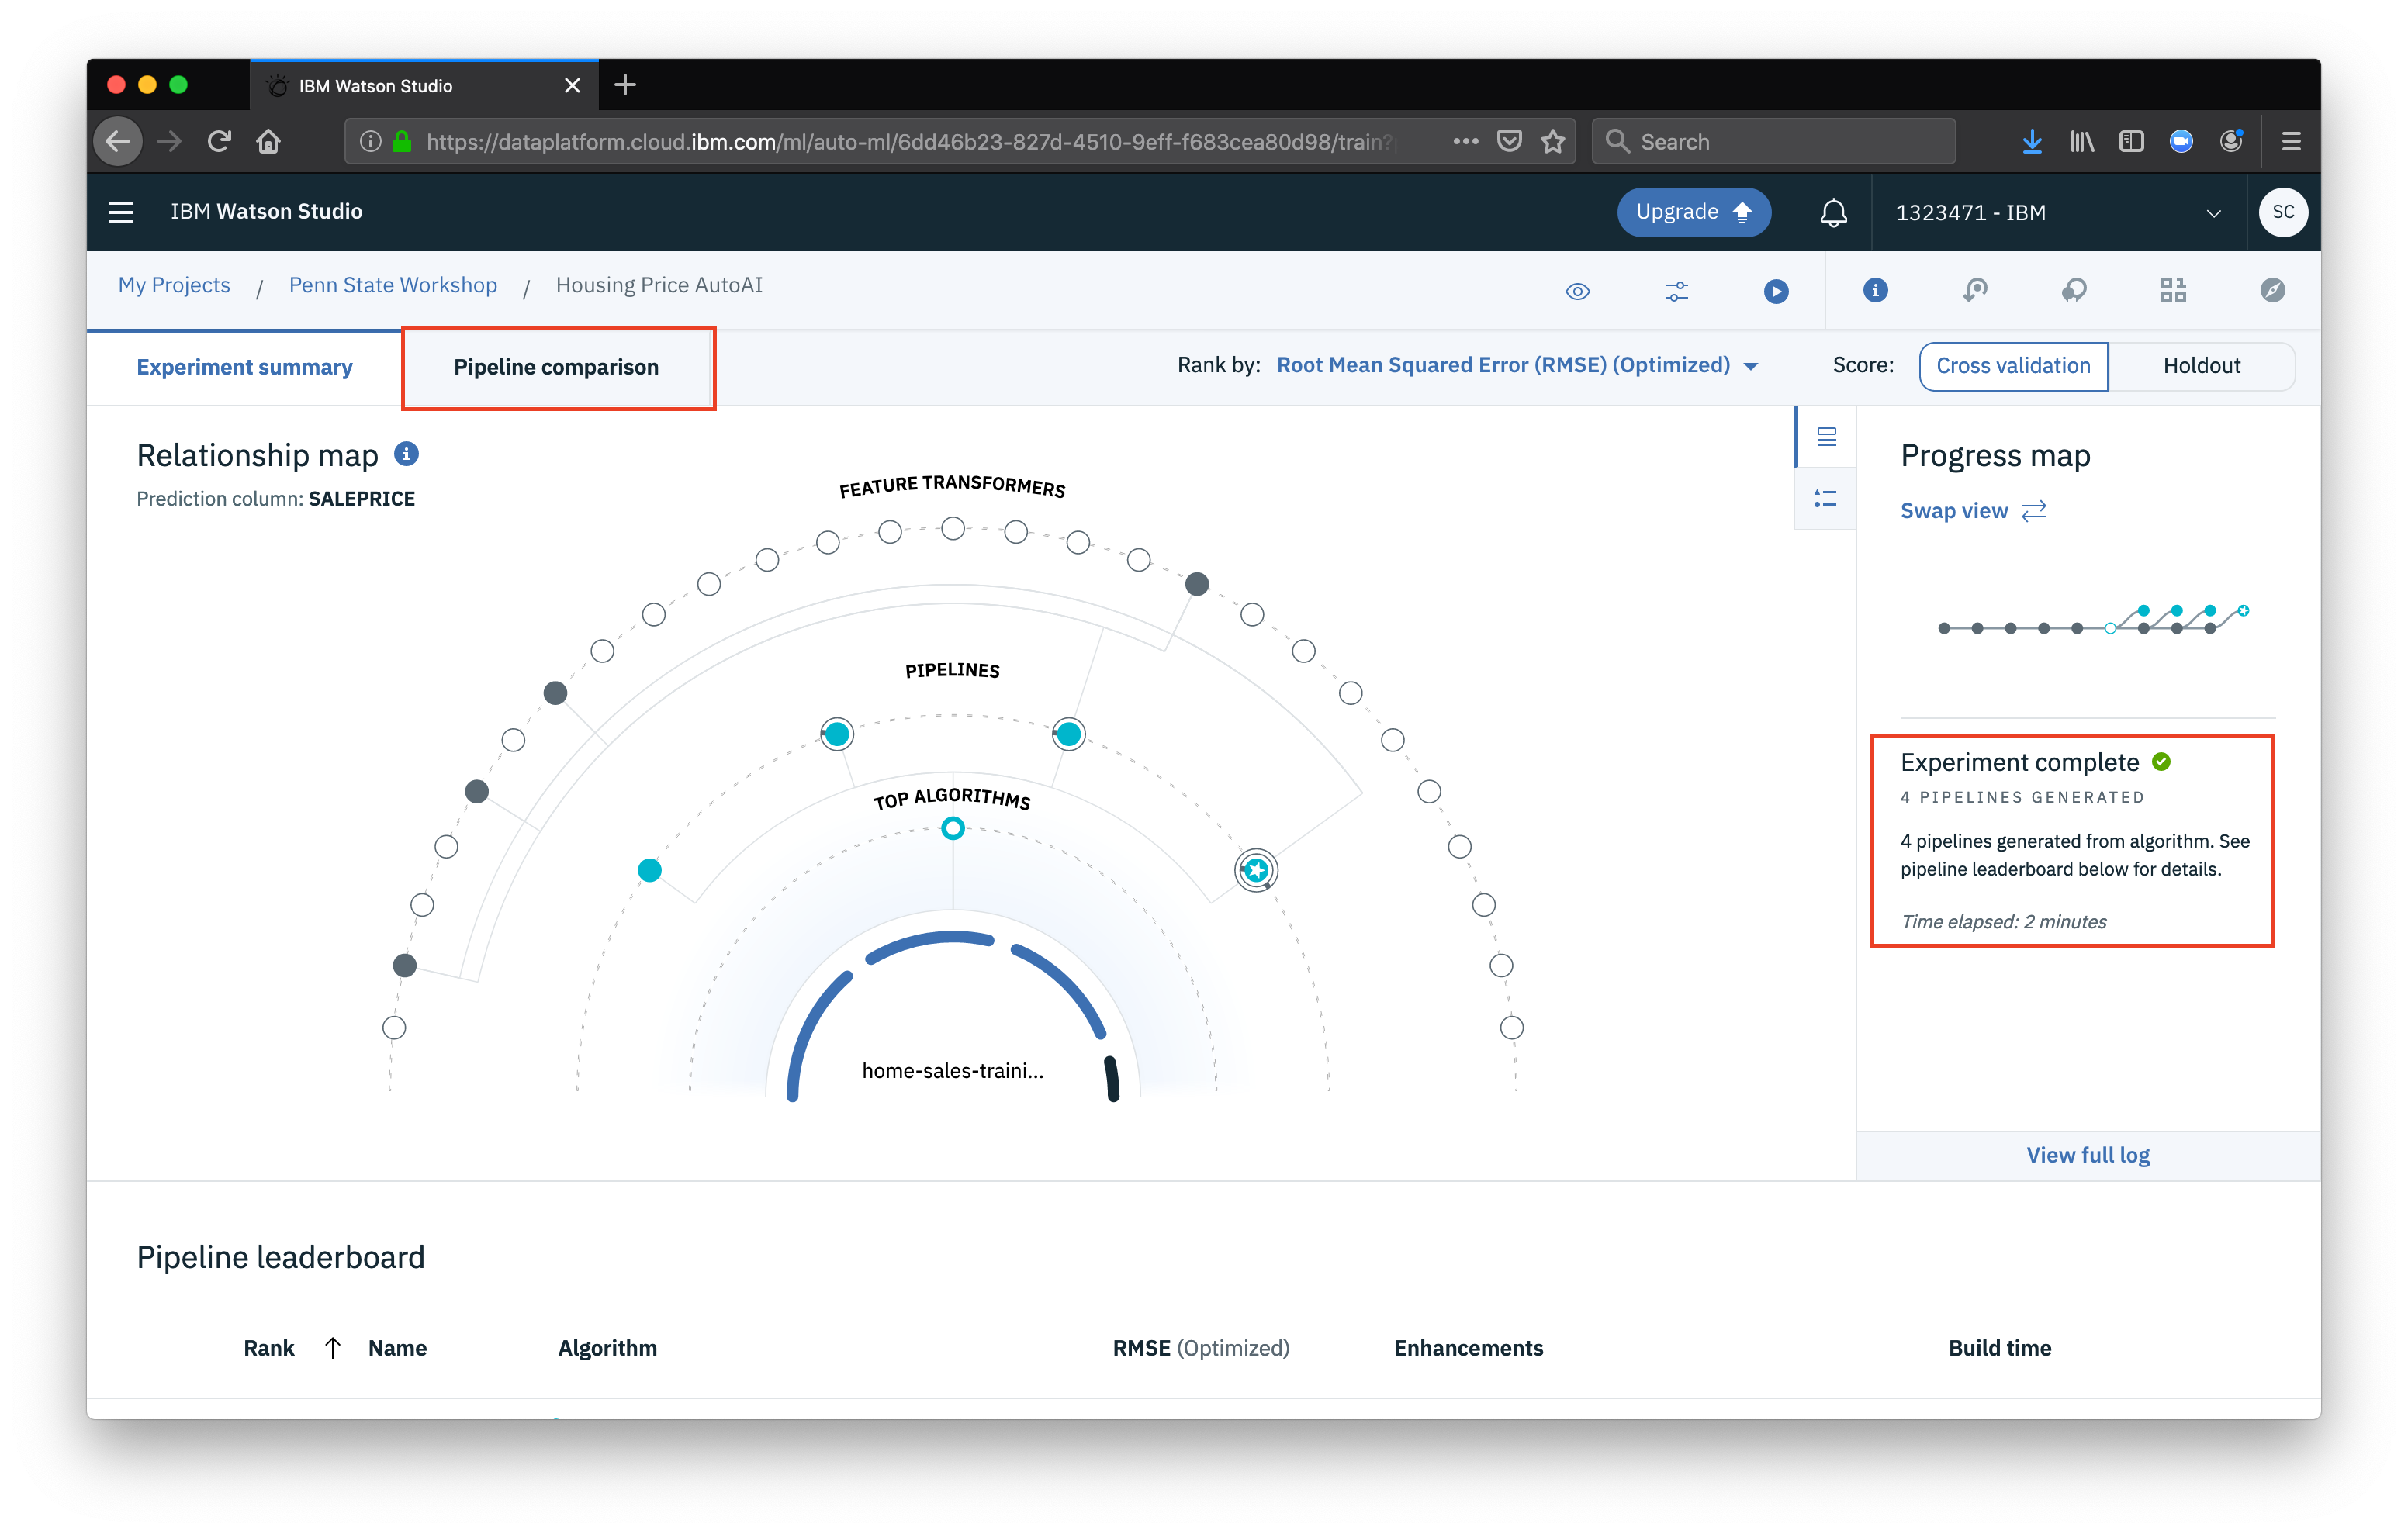 IBM Watson Studio
https://dataplatform.cloud.ibm.com/ml/auto-ml/6dd46b23-827d-4510-9eff-f683cea80d98/train?
Search
IBM Watson Studio
Upgrade
1323471 - IBM
SC
My Projects / Penn State Workshop / Housing Price AutoAI
Experiment summary
Pipeline comparison
Rank by: Root Mean Squared Error (RMSE) (Optimized)
Score: Cross validation Holdout
Relationship map
Prediction column: SALEPRICE
FEATURE TRANSFORMERS
PIPELINES
TOP ALGORITHMS
home-sales-traini...
Progress map
Swap view
Experiment complete
4 PIPELINES GENERATED
4 pipelines generated from algorithm. See
pipeline leaderboard below for details.
Time elapsed: 2 minutes
View full log
Pipeline leaderboard
Rank Name Algorithm RMSE (Optimized) Enhancements Build time